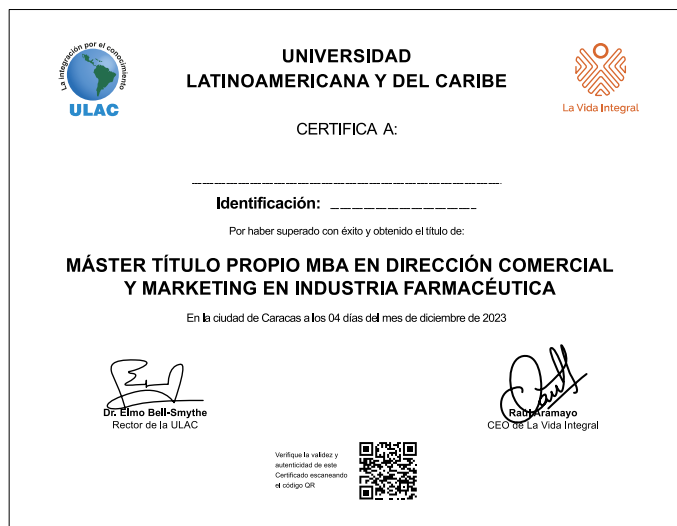 La integración por el conocimiento
ULAC
UNIVERSIDAD
LATINOAMERICANA Y DEL CARIBE
La Vida Integral
CERTIFICA A:
Identificación:
Por haber superado con éxito y obtenido el título de:
MÁSTER TÍTULO PROPIO MBA EN DIRECCIÓN COMERCIAL
Y MARKETING EN INDUSTRIA FARMACÉUTICA
En la ciudad de Caracas a los 04 días del mes de diciembre de 2023
Dr. Elmo Bell-Smythe
Rector de la ULAC
Raúl Aramayo
CEO de La Vida Integral
Verifique la validez y
autenticidad de este
Certificado escaneando
el código QR